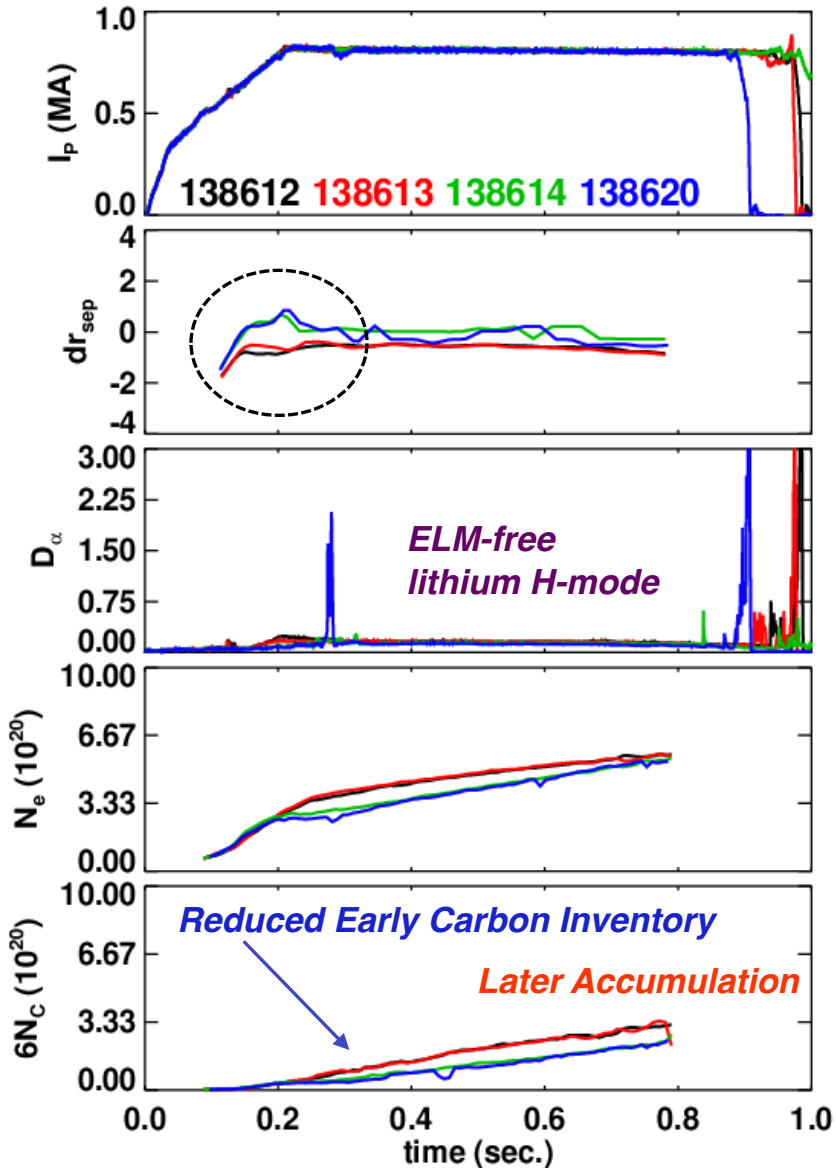 1.0
0.5
0.0
I_P (MA)
138612 138613 138614 138620
4
2
0
-2
-4
dr_sep
3.00
2.25
1.50
0.75
0.00
D_α
ELM-free
lithium H-mode
10.00
6.67
3.33
0.00
N_e (10^20)
10.00
6.67
3.33
0.00
6N_C (10^20)
Reduced Early Carbon Inventory
Later Accumulation
0.0 0.2 0.4 0.6 0.8 1.0
time (sec.)